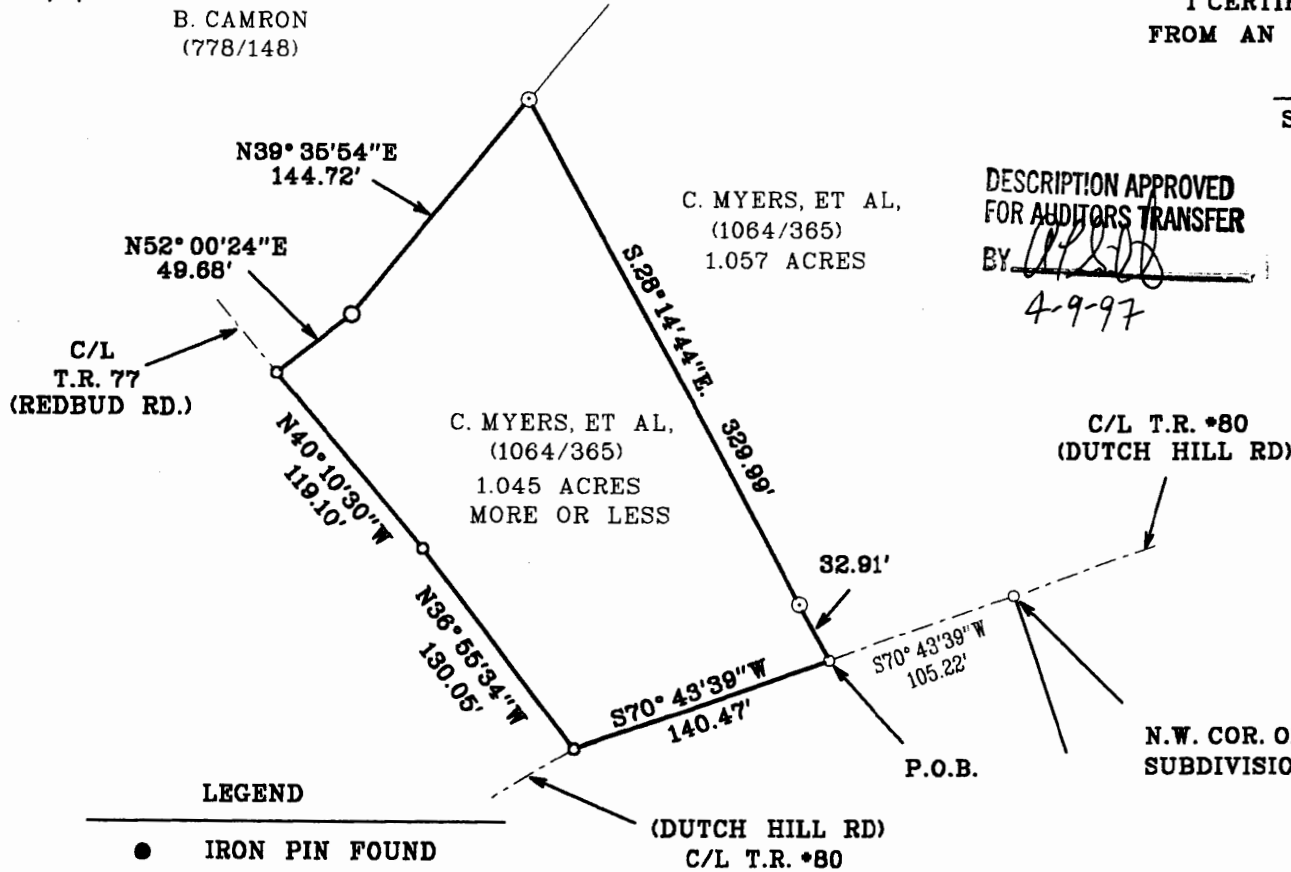 B. CAMRON
(778/148)
FROM AN
N39°35'54"E
144.72'
N52°00'24"E
49.68'
C/L
T.R. 77
(REDBUD RD.)
C. MYERS, ET AL,
(1064/365)
1.057 ACRES
DESCRIPTION APPROVED
FOR AUDITORS TRANSFER
BY
4-9-97
S.28°14'44"E. 329.99'
C. MYERS, ET AL,
(1064/365)
1.045 ACRES
MORE OR LESS
N40°10'30"W
119.10'
C/L T.R. *80
(DUTCH HILL RD)
32.91'
N36°55'34"W
130.05'
S70°43'39"W
105.22'
S70°43'39"W
140.47'
P.O.B.
N.W. COR.
LEGEND
IRON PIN FOUND
(DUTCH HILL RD)
C/L T.R. *80